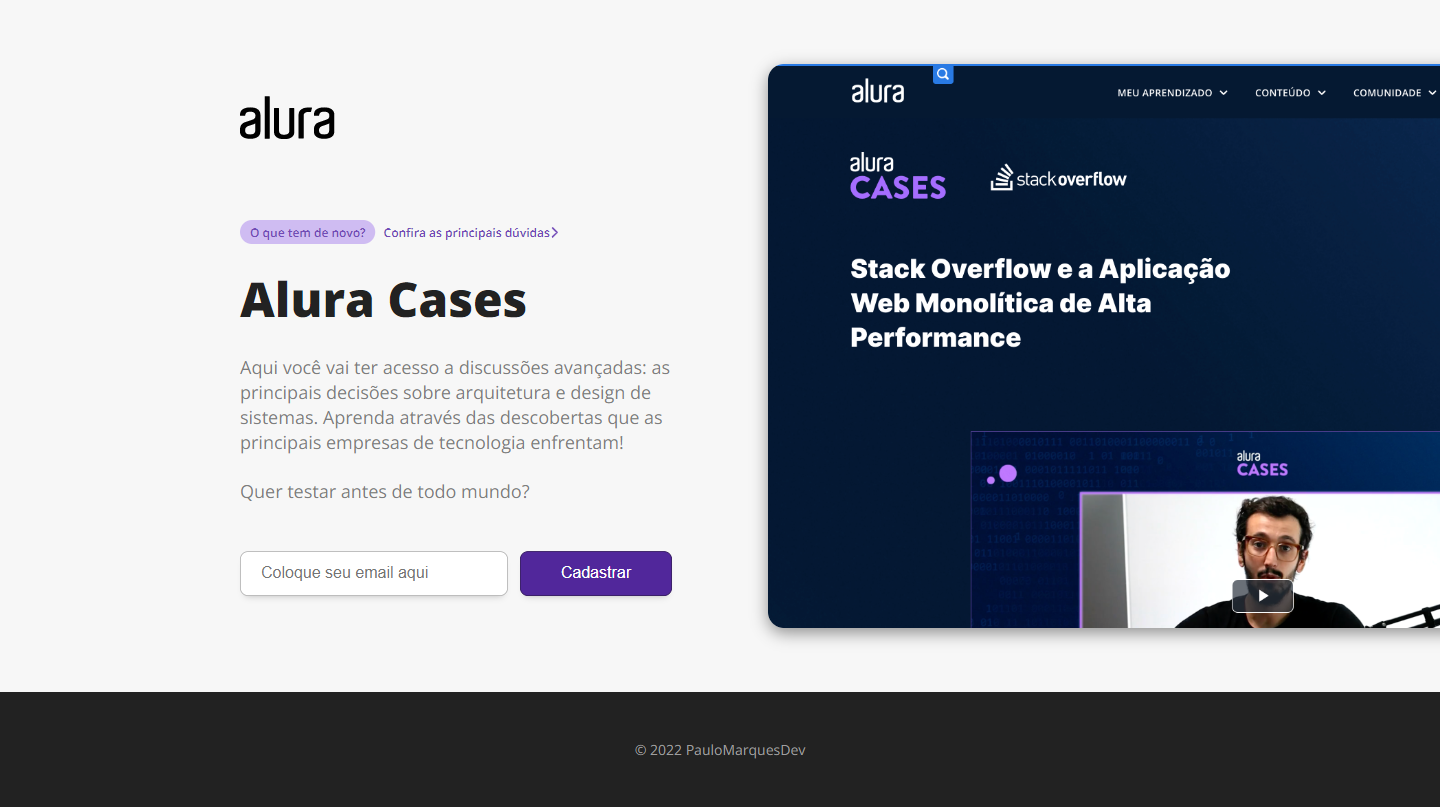 alura
O que tem de novo? Confira as principais dúvidas
Alura Cases
Aqui você vai ter acesso a discussões avançadas: as
principais decisões sobre arquitetura e design de
sistemas. Aprenda através das descobertas que as
principais empresas de tecnologia enfrentam!
Quer testar antes de todo mundo?
Coloque seu email aqui
Cadastrar
alura
MEU APRENDIZADO CONTEÚDO COMUNIDADE
alura
CASES
stackoverflow
Stack Overflow e a Aplicação
Web Monolítica de Alta
Performance
alura
CASES
© 2022 PauloMarquesDev